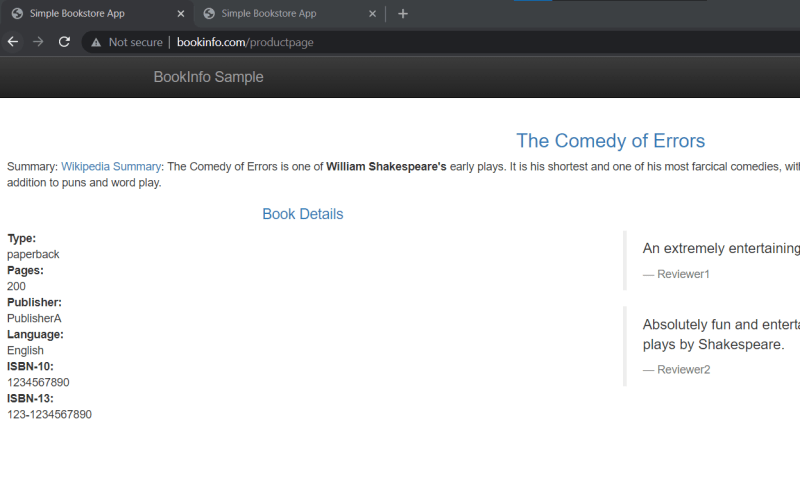 Simple Bookstore App
Simple Bookstore App
Not secure | bookinfo.com/productpage
BookInfo Sample
The Comedy of Errors
Summary: Wikipedia Summary: The Comedy of Errors is one of William Shakespeare's early plays. It is his shortest and one of his most farcical comedies,
addition to puns and word play.
Book Details
Type:
paperback
Pages:
200
Publisher:
PublisherA
Language:
English
ISBN-10:
1234567890
ISBN-13:
123-1234567890
An extremely entertaining
— Reviewer1
Absolutely fun and
plays by Shakespeare.
— Reviewer2